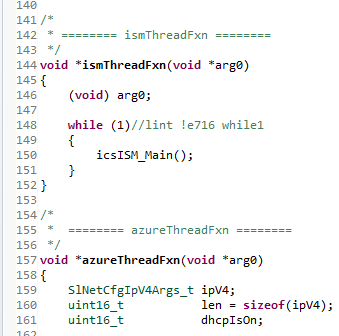 140
141 /*
142  * ======== ismThreadFxn ========
143  */
144 void *ismThreadFxn(void *arg0)
145 {
146     (void) arg0;
147
148     while (1)//lint !e716 while1
149     {
150         icsISM_Main();
151     }
152 }
153
154 /*
155  *  ======== azureThreadFxn ========
156  */
157 void *azureThreadFxn(void *arg0)
158 {
159     SlNetCfgIpV4Args_t ipV4;
160     uint16_t           len = sizeof(ipV4);
161     uint16_t           dhcpIsOn;
162